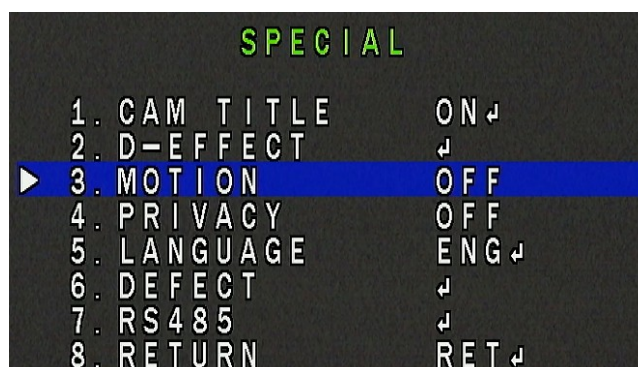 SPECIAL
1. CAM TITLE ON↲
2. D-EFFECT ↲
3. MOTION OFF
4. PRIVACY OFF
5. LANGUAGE ENG↲
6. DEFECT ↲
7. RS485 ↲
8. RETURN RET↲